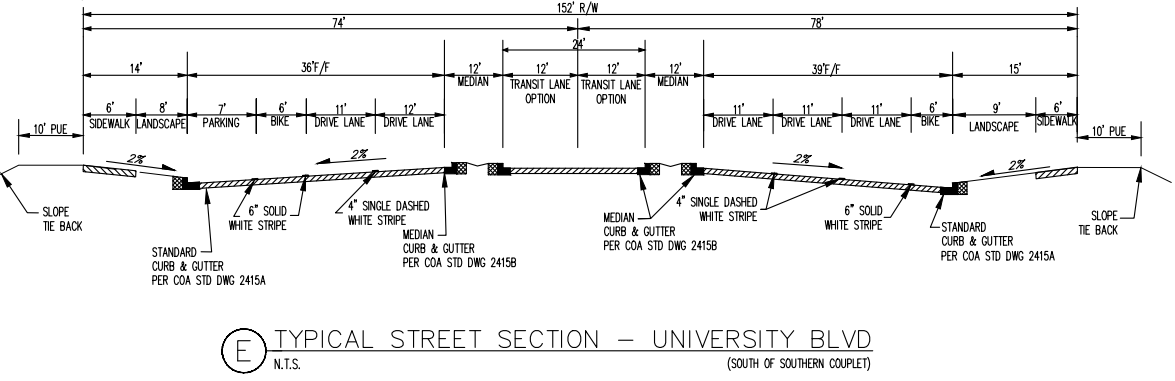 152' R/W
74'
78'
24'
14'
36'F/F
12'
MEDIAN
12'
TRANSIT LANE
OPTION
12'
TRANSIT LANE
OPTION
12'
MEDIAN
39'F/F
15'
6'
SIDEWALK
8'
LANDSCAPE
7'
PARKING
6'
BIKE
11'
DRIVE LANE
12'
DRIVE LANE
11'
DRIVE LANE
11'
DRIVE LANE
11'
DRIVE LANE
6'
BIKE
9'
LANDSCAPE
6'
SIDEWALK
10' PUE
10' PUE
2%
2%
2%
2%
SLOPE
TIE BACK
6" SOLID
WHITE STRIPE
4" SINGLE DASHED
WHITE STRIPE
STANDARD
CURB & GUTTER
PER COA STD DWG 2415A
MEDIAN
CURB & GUTTER
PER COA STD DWG 2415B
MEDIAN
CURB & GUTTER
PER COA STD DWG 2415B
4" SINGLE DASHED
WHITE STRIPE
6" SOLID
WHITE STRIPE
STANDARD
CURB & GUTTER
PER COA STD DWG 2415A
SLOPE
TIE BACK
E
TYPICAL STREET SECTION - UNIVERSITY BLVD
N.T.S.
(SOUTH OF SOUTHERN COUPLET)